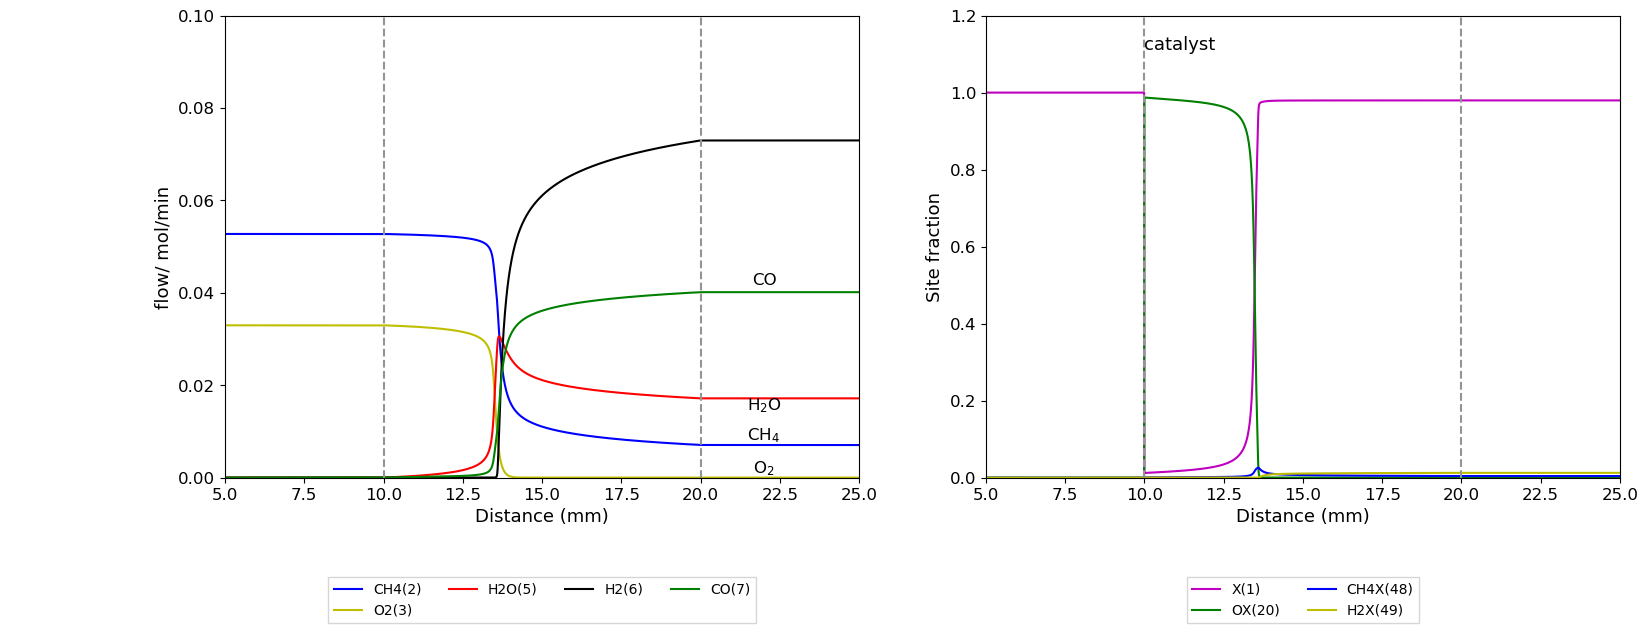 0.10
0.08
0.06
0.04
0.02
0.00
flow/ mol/min
CO
H₂O
CH₄
O₂
5.0 7.5 10.0 12.5 15.0 17.5 20.0 22.5 25.0
Distance (mm)
CH4(2) H2O(5) H2(6) CO(7)
O2(3)
1.2
1.0
0.8
0.6
0.4
0.2
0.0
Site fraction
catalyst
5.0 7.5 10.0 12.5 15.0 17.5 20.0 22.5 25.0
Distance (mm)
X(1) CH4X(48)
OX(20) H2X(49)